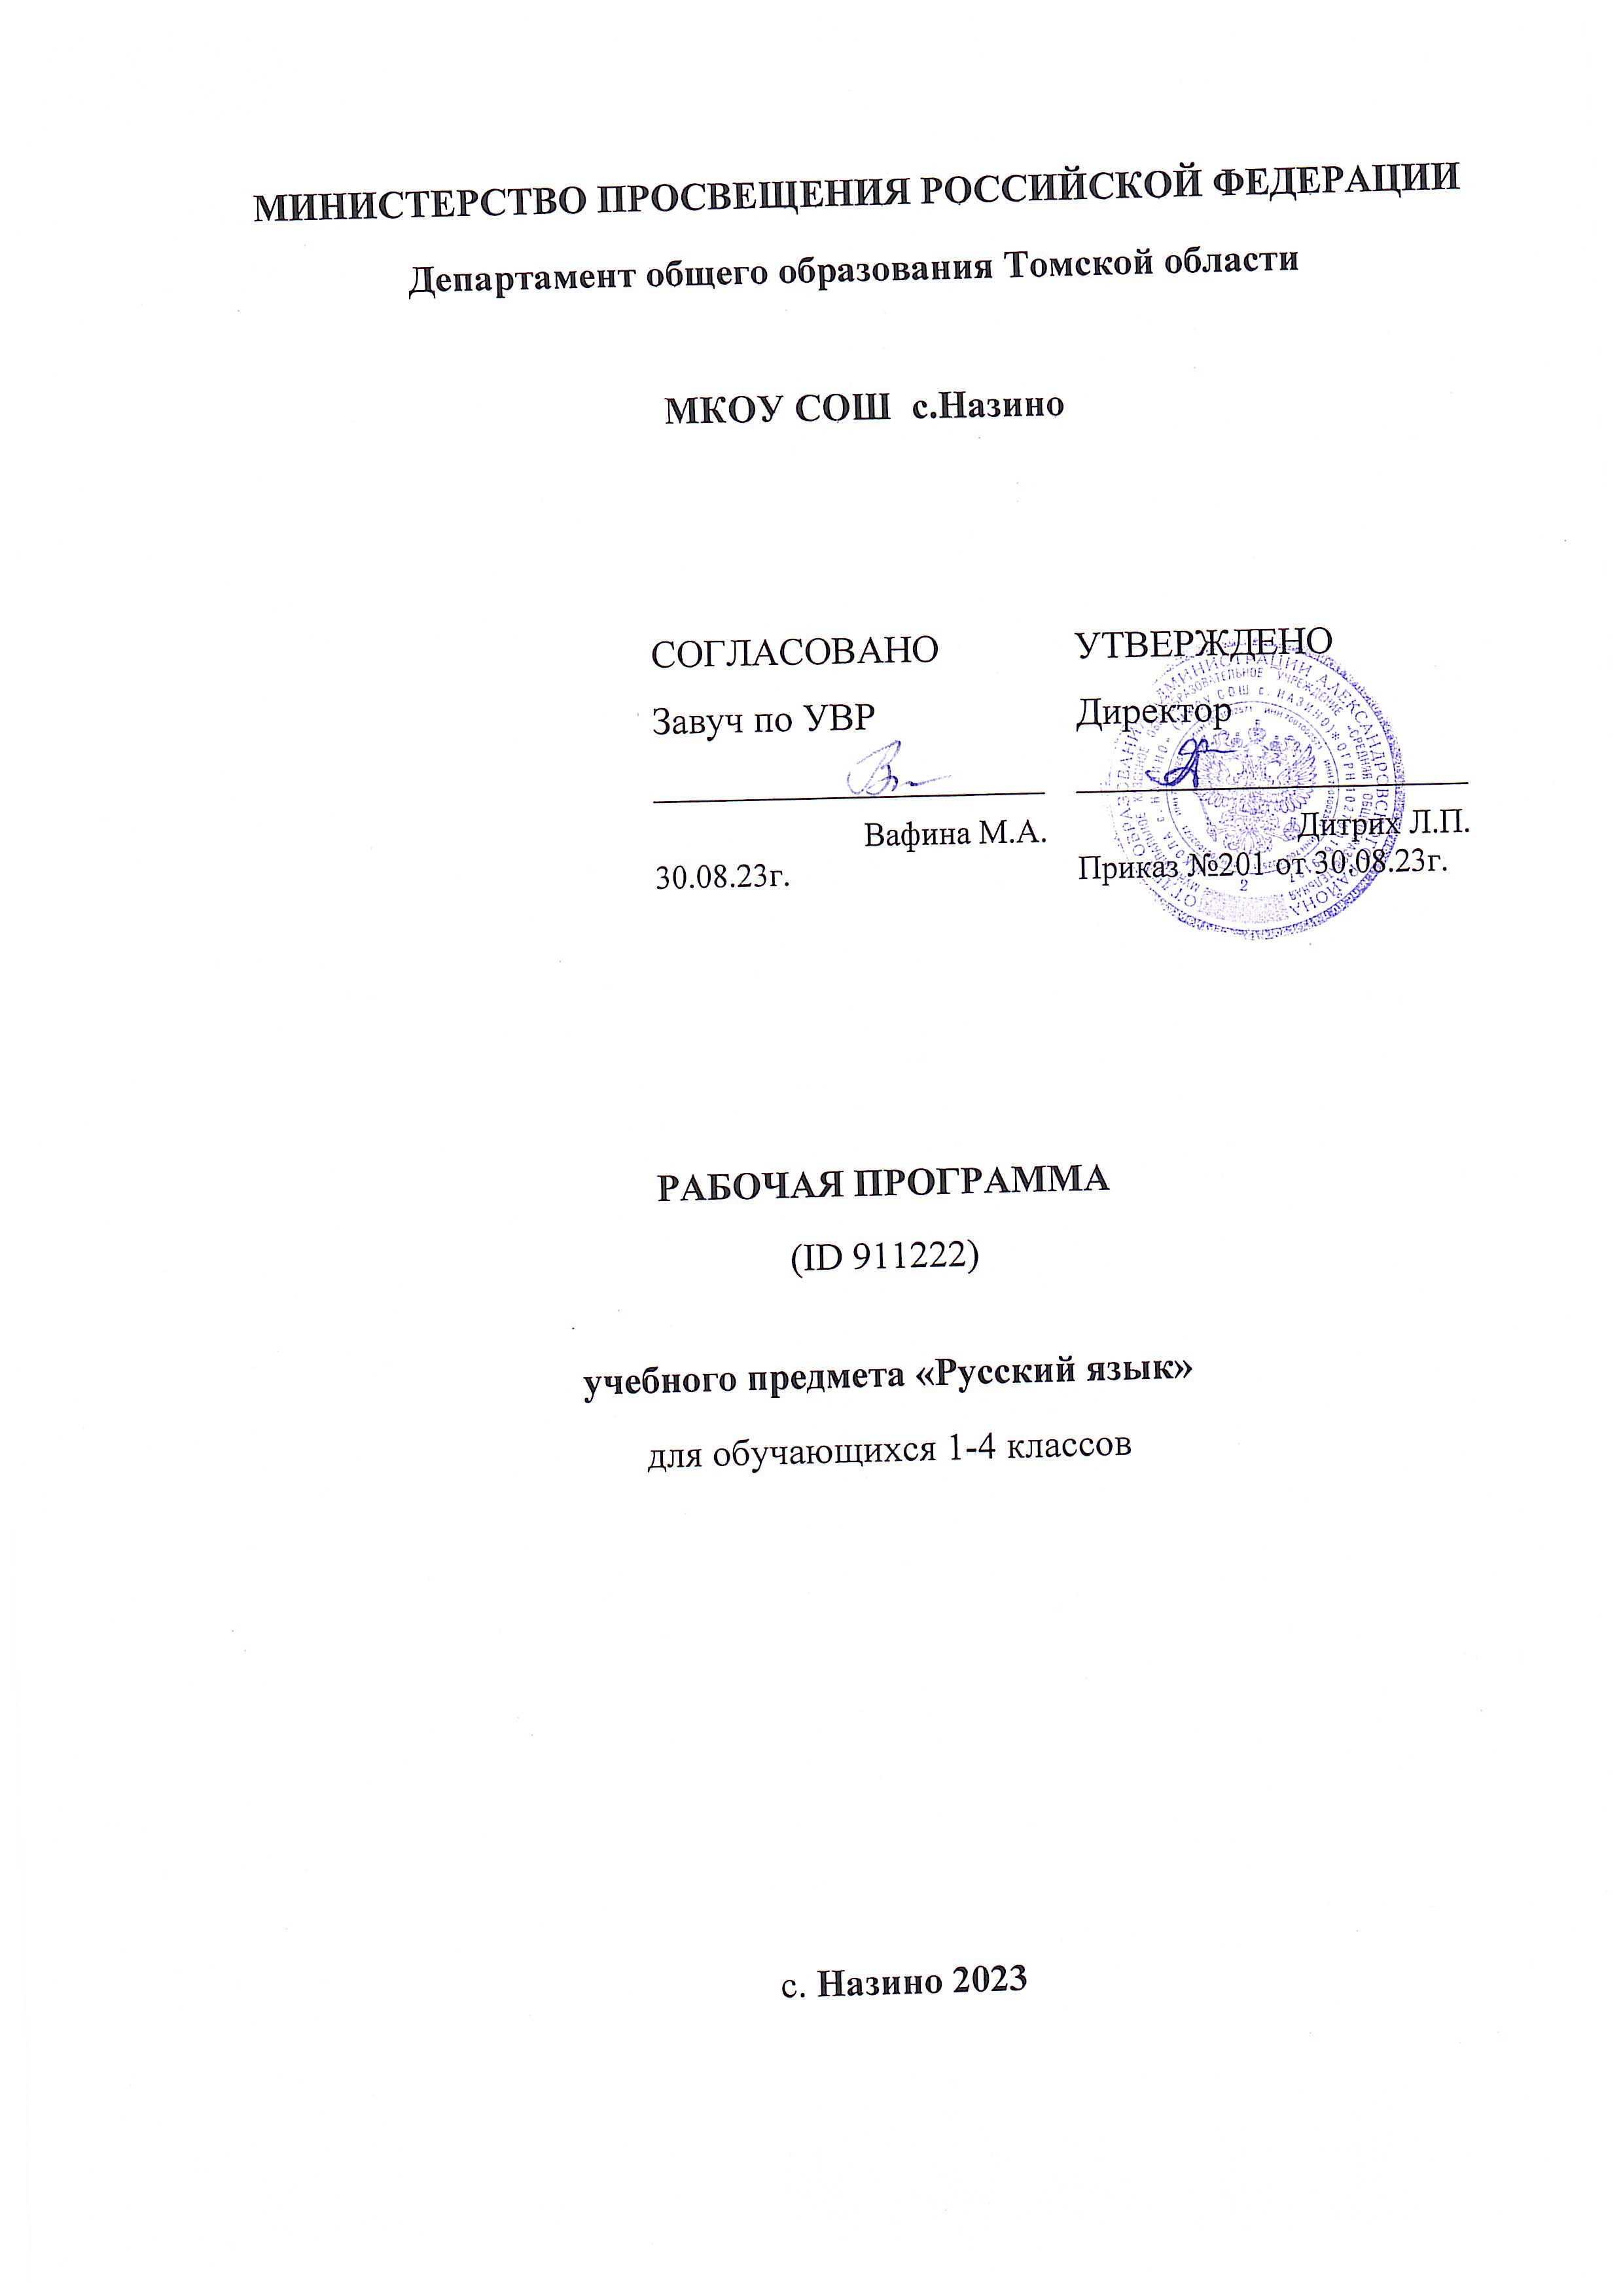 МИНИСТЕРСТВО ПРОСВЕЩЕНИЯ РОССИЙСКОЙ ФЕДЕРАЦИИ
Департамент общего образования Томской области
МКОУ СОШ с.Назино
СОГЛАСОВАНО
Завуч по УВР
Вафина М.А.
30.08.23г.
УТВЕРЖДЕНО
Директор
Дитрих Л.П.
Приказ №201 от 30.08.23г.
РАБОЧАЯ ПРОГРАММА
(ID 911222)
учебного предмета «Русский язык»
для обучающихся 1-4 классов
с. Назино 2023